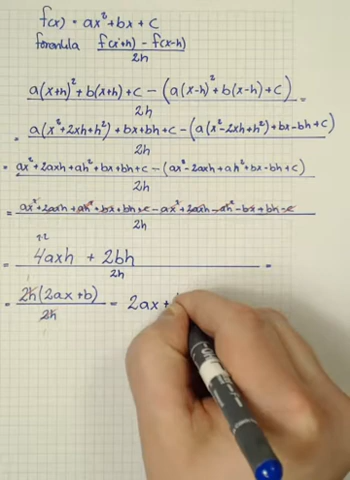 f(x) = ax² + bx + c
formula f(x+h) - f(x-h) / 2h
a(x+h)² + b(x+h) + c - (a(x-h)² + b(x-h) + c) / 2h =
= a(x²+2xh+h²) + bx+bh+c - (a(x²-2xh+h²) + bx-bh+c) / 2h
= ax²+2axh+ah²+bx+bh+c - (ax²-2axh+ah²+bx-bh+c) / 2h
= ax²+2axh+ah²+bx+bh+c-ax²+2axh-ah²-bx+bh-c / 2h
= 4axh + 2bh / 2h =
= 2h(2ax+b) / 2h = 2ax+